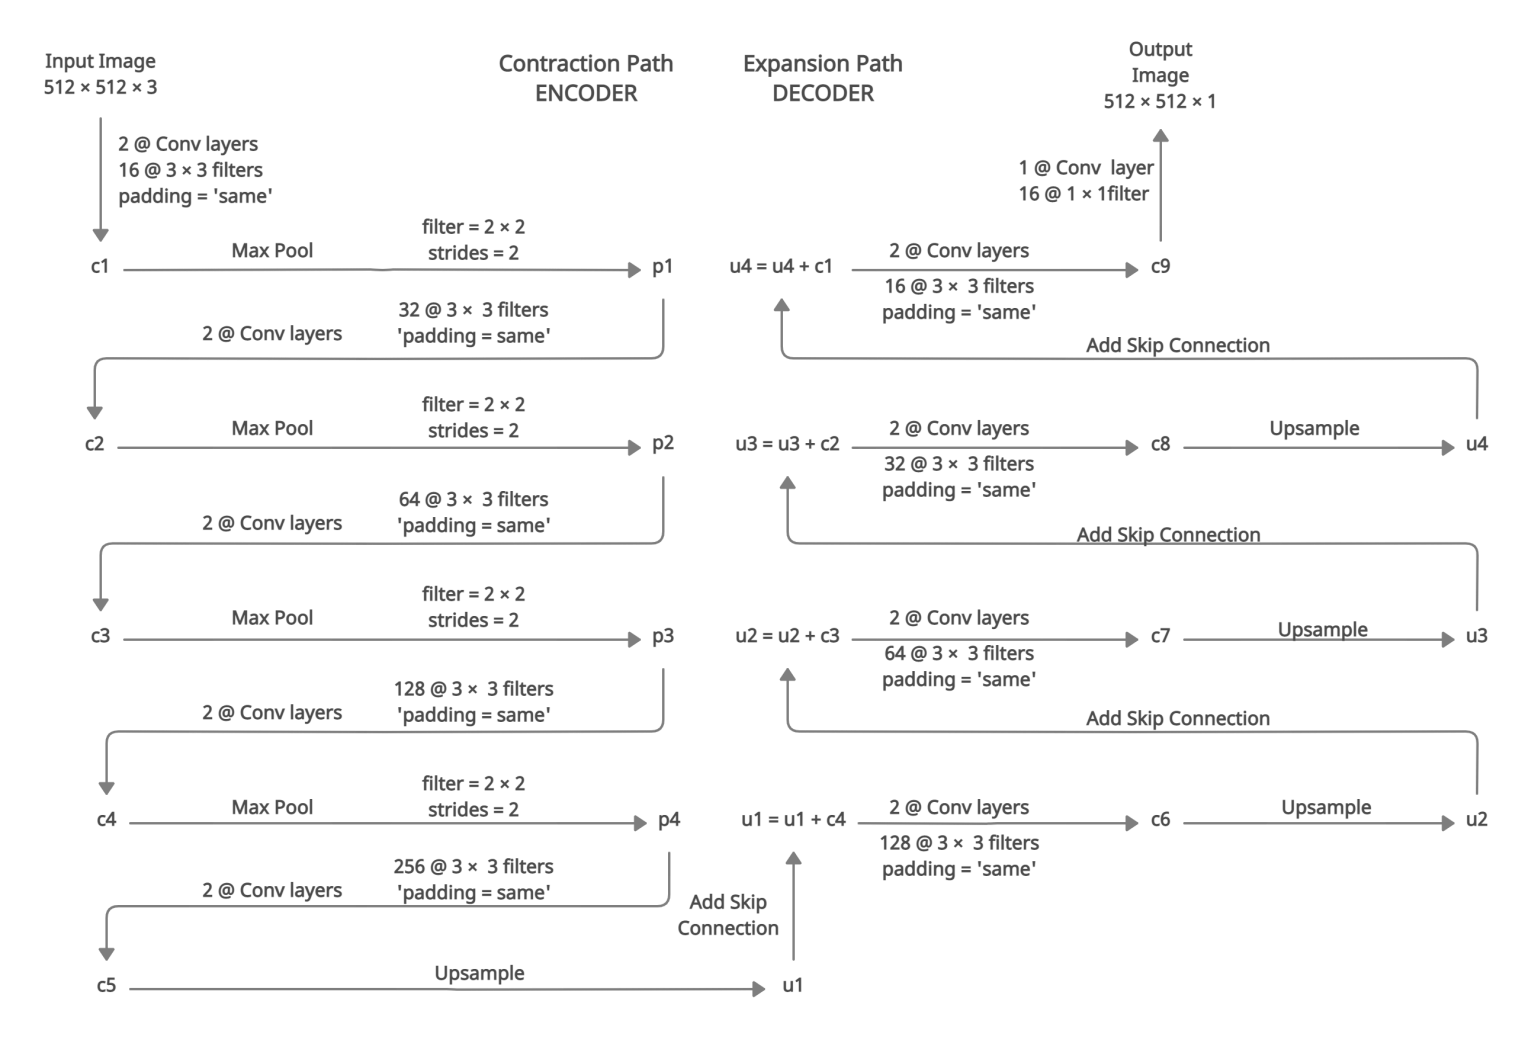 Input Image
512 × 512 × 3
Contraction Path
ENCODER
Expansion Path
DECODER
Output
Image
512 × 512 × 1
2 @ Conv layers
16 @ 3 × 3 filters
padding = 'same'
1 @ Conv layer
16 @ 1 × 1filter
c1
Max Pool
filter = 2 × 2
strides = 2
p1
u4 = u4 + c1
2 @ Conv layers
16 @ 3 × 3 filters
padding = 'same'
c9
2 @ Conv layers
32 @ 3 × 3 filters
'padding = same'
Add Skip Connection
c2
Max Pool
filter = 2 × 2
strides = 2
p2
u3 = u3 + c2
2 @ Conv layers
32 @ 3 × 3 filters
padding = 'same'
c8
Upsample
u4
2 @ Conv layers
64 @ 3 × 3 filters
'padding = same'
Add Skip Connection
c3
Max Pool
filter = 2 × 2
strides = 2
p3
u2 = u2 + c3
2 @ Conv layers
64 @ 3 × 3 filters
padding = 'same'
c7
Upsample
u3
2 @ Conv layers
128 @ 3 × 3 filters
'padding = same'
Add Skip Connection
c4
Max Pool
filter = 2 × 2
strides = 2
p4
u1 = u1 + c4
2 @ Conv layers
128 @ 3 × 3 filters
padding = 'same'
c6
Upsample
u2
2 @ Conv layers
256 @ 3 × 3 filters
'padding = same'
Add Skip
Connection
c5
Upsample
u1